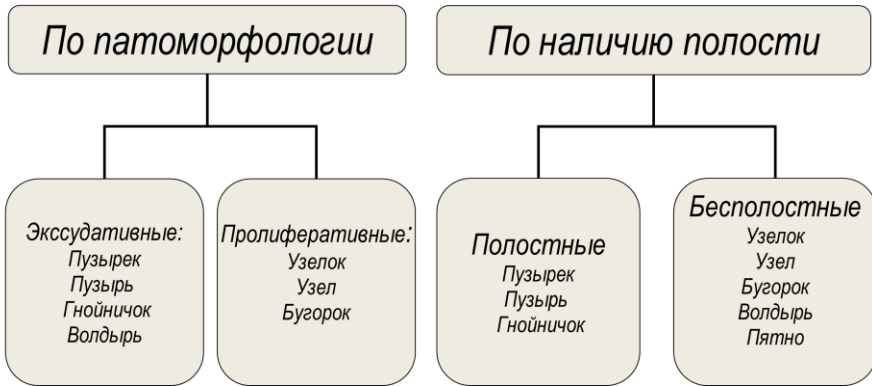 По патоморфологии
По наличию полости
Экссудативные:
Пузырек
Пузырь
Гнойничок
Волдырь
Пролиферативные:
Узелок
Узел
Бугорок
Полостные
Пузырек
Пузырь
Гнойничок
Бесполостные
Узелок
Узел
Бугорок
Волдырь
Пятно